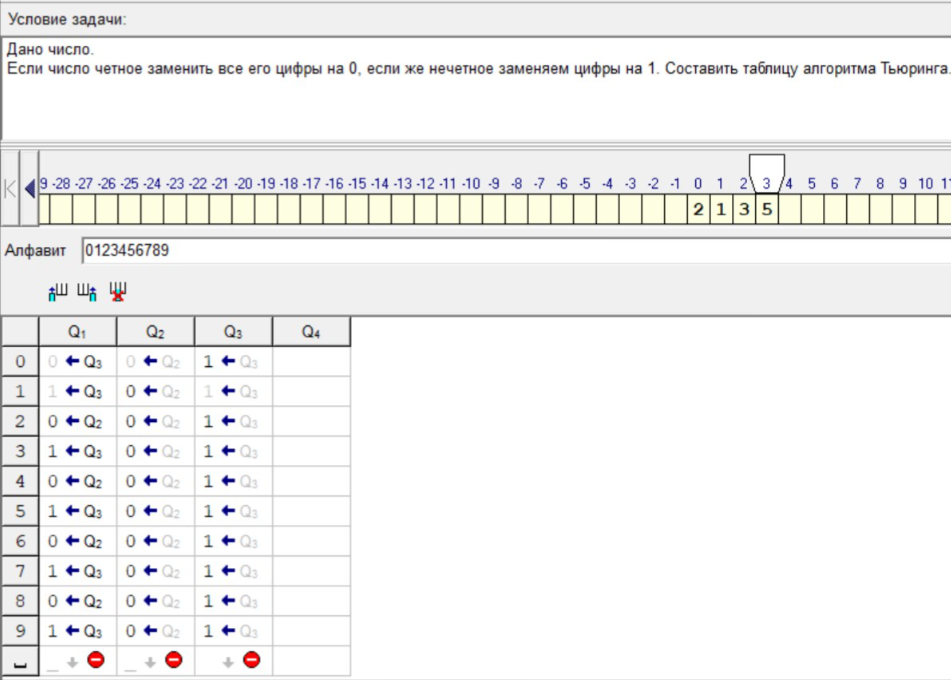 Условие задачи:
Дано число.
Если число четное заменить все его цифры на 0, если же нечетное заменяем цифры на 1. Составить таблицу алгоритма Тьюринга.
9 -28 -27 -26 -25 -24 -23 -22 -21 -20 -19 -18 -17 -16 -15 -14 -13 -12 -11 -10 -9 -8 -7 -6 -5 -4 -3 -2 -1 0 1 2 3 4 5 6 7 8 9 10 11
2 1 3 5
Алфавит 0123456789
Q1 Q2 Q3 Q4
0 0 ← Q3 0 ← Q2 1 ← Q3
1 1 ← Q3 0 ← Q2 1 ← Q3
2 0 ← Q2 0 ← Q2 1 ← Q3
3 1 ← Q3 0 ← Q2 1 ← Q3
4 0 ← Q2 0 ← Q2 1 ← Q3
5 1 ← Q3 0 ← Q2 1 ← Q3
6 0 ← Q2 0 ← Q2 1 ← Q3
7 1 ← Q3 0 ← Q2 1 ← Q3
8 0 ← Q2 0 ← Q2 1 ← Q3
9 1 ← Q3 0 ← Q2 1 ← Q3
␣ _ ↓ _ ↓ ↓